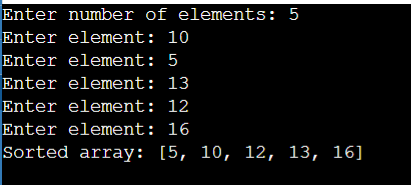 Enter number of elements: 5
Enter element: 10
Enter element: 5
Enter element: 13
Enter element: 12
Enter element: 16
Sorted array: [5, 10, 12, 13, 16]